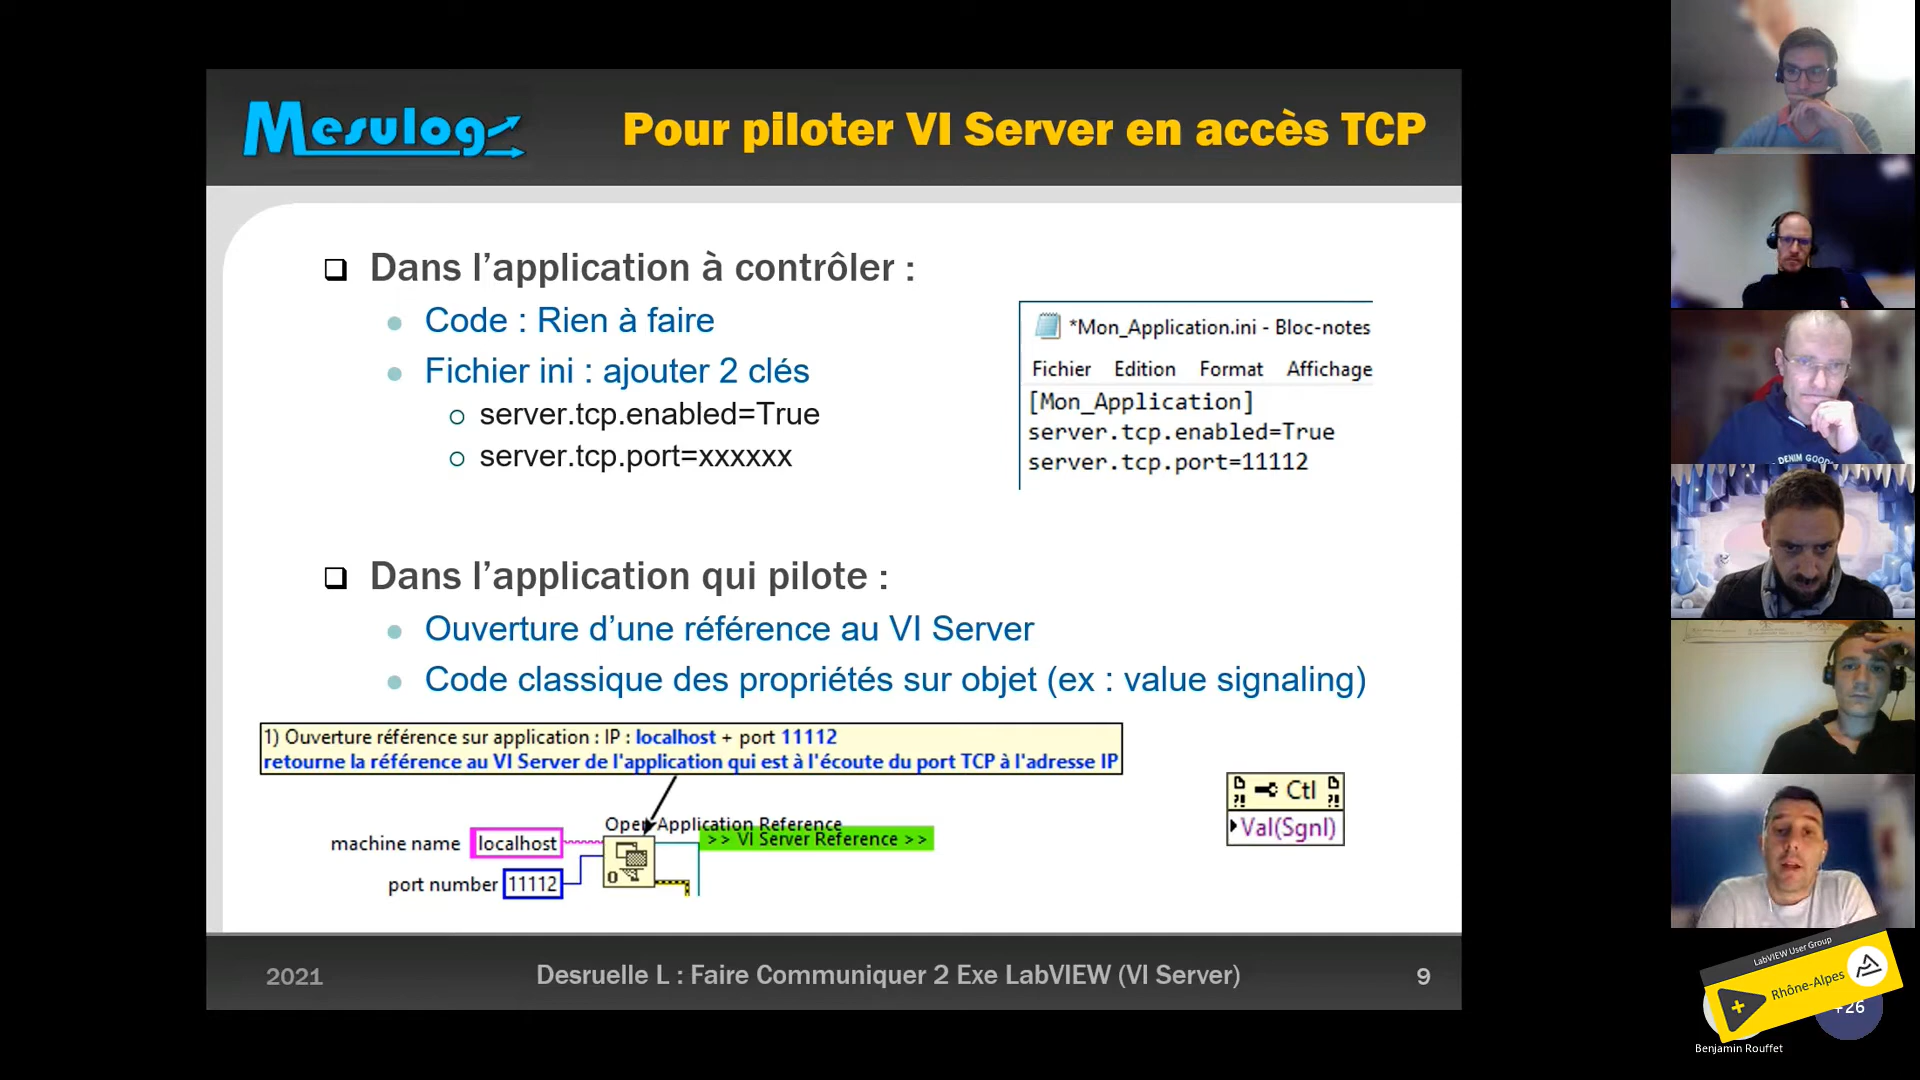 Mesulog
Pour piloter VI Server en accès TCP
❑ Dans l’application à contrôler :
Code : Rien à faire
Fichier ini : ajouter 2 clés
server.tcp.enabled=True
server.tcp.port=xxxxxx
*Mon_Application.ini - Bloc-notes
Fichier Edition Format Affichage
[Mon_Application]
server.tcp.enabled=True
server.tcp.port=11112
❑ Dans l’application qui pilote :
Ouverture d’une référence au VI Server
Code classique des propriétés sur objet (ex : value signaling)
1) Ouverture référence sur application : IP : localhost + port 11112
retourne la référence au VI Server de l'application qui est à l'écoute du port TCP à l'adresse IP
Open Application Reference
machine name localhost
>> VI Server Reference >>
port number 11112
?! Ctl ?!
Val(Sgnl)
2021
Desruelle L : Faire Communiquer 2 Exe LabVIEW (VI Server)
9
DENIM GOODS
LabVIEW User Group
Rhône-Alpes
+26
Benjamin Rouffet